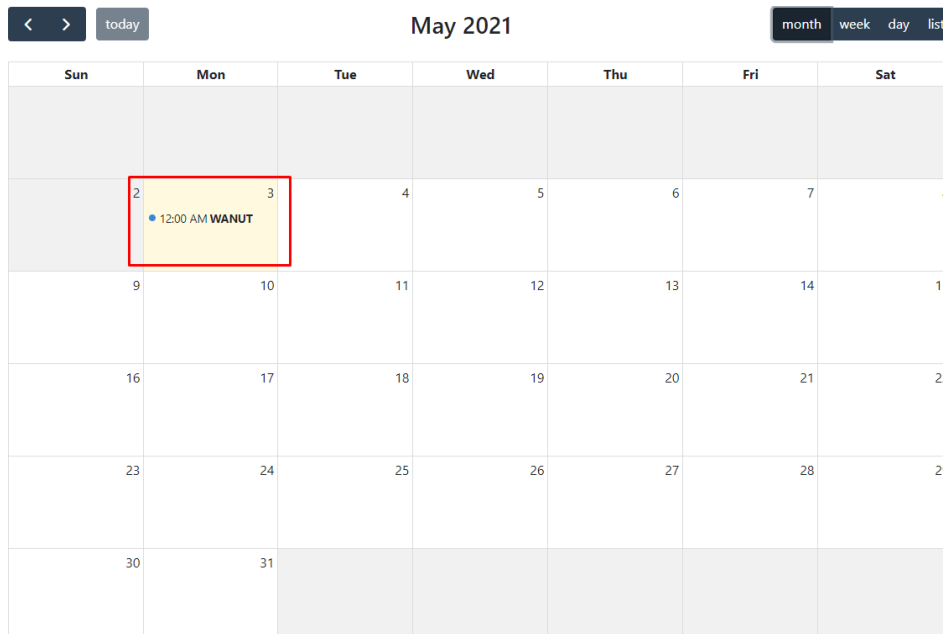 today
May 2021
month week day list
Sun Mon Tue Wed Thu Fri Sat
2 3 4 5 6 7
12:00 AM WANUT
9 10 11 12 13 14
16 17 18 19 20 21
23 24 25 26 27 28
30 31